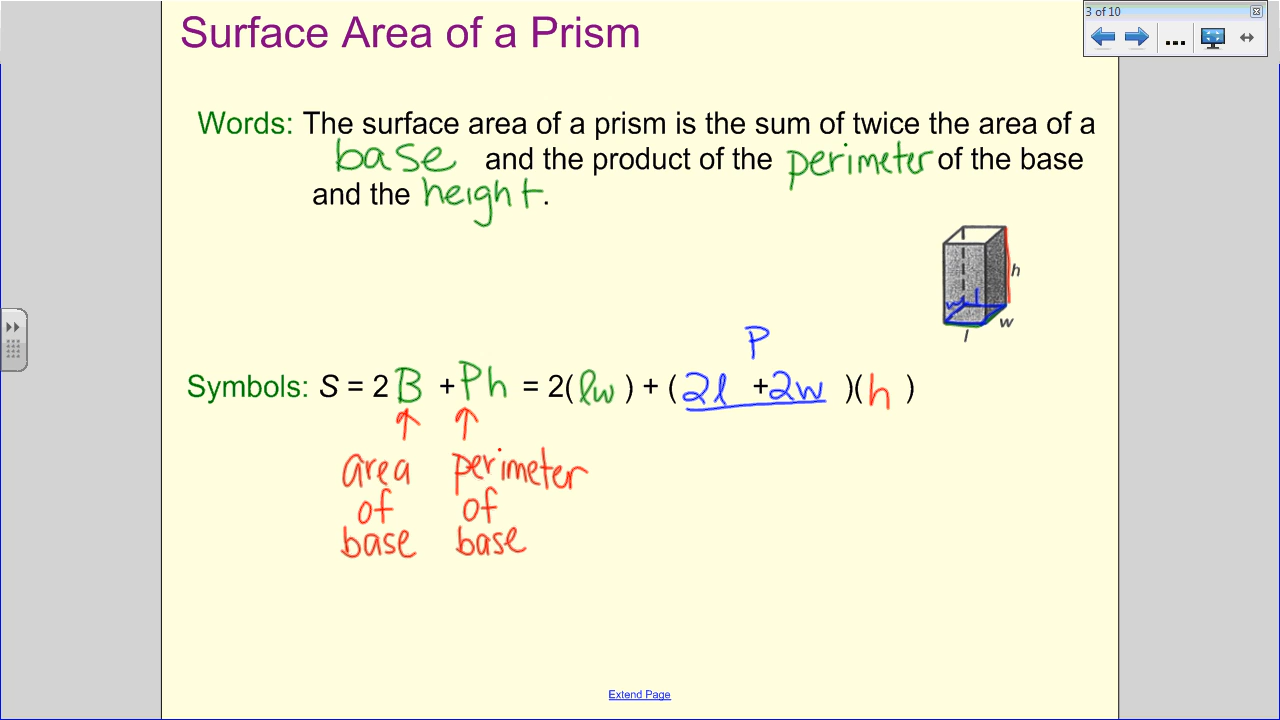 3 of 10
Surface Area of a Prism
Words: The surface area of a prism is the sum of twice the area of a
base and the product of the perimeter of the base
and the height.
h
w l
w
l
P
Symbols: S = 2 B + Ph = 2( lw ) + ( 2l + 2w )( h )
area perimeter
of of
base base
Extend Page